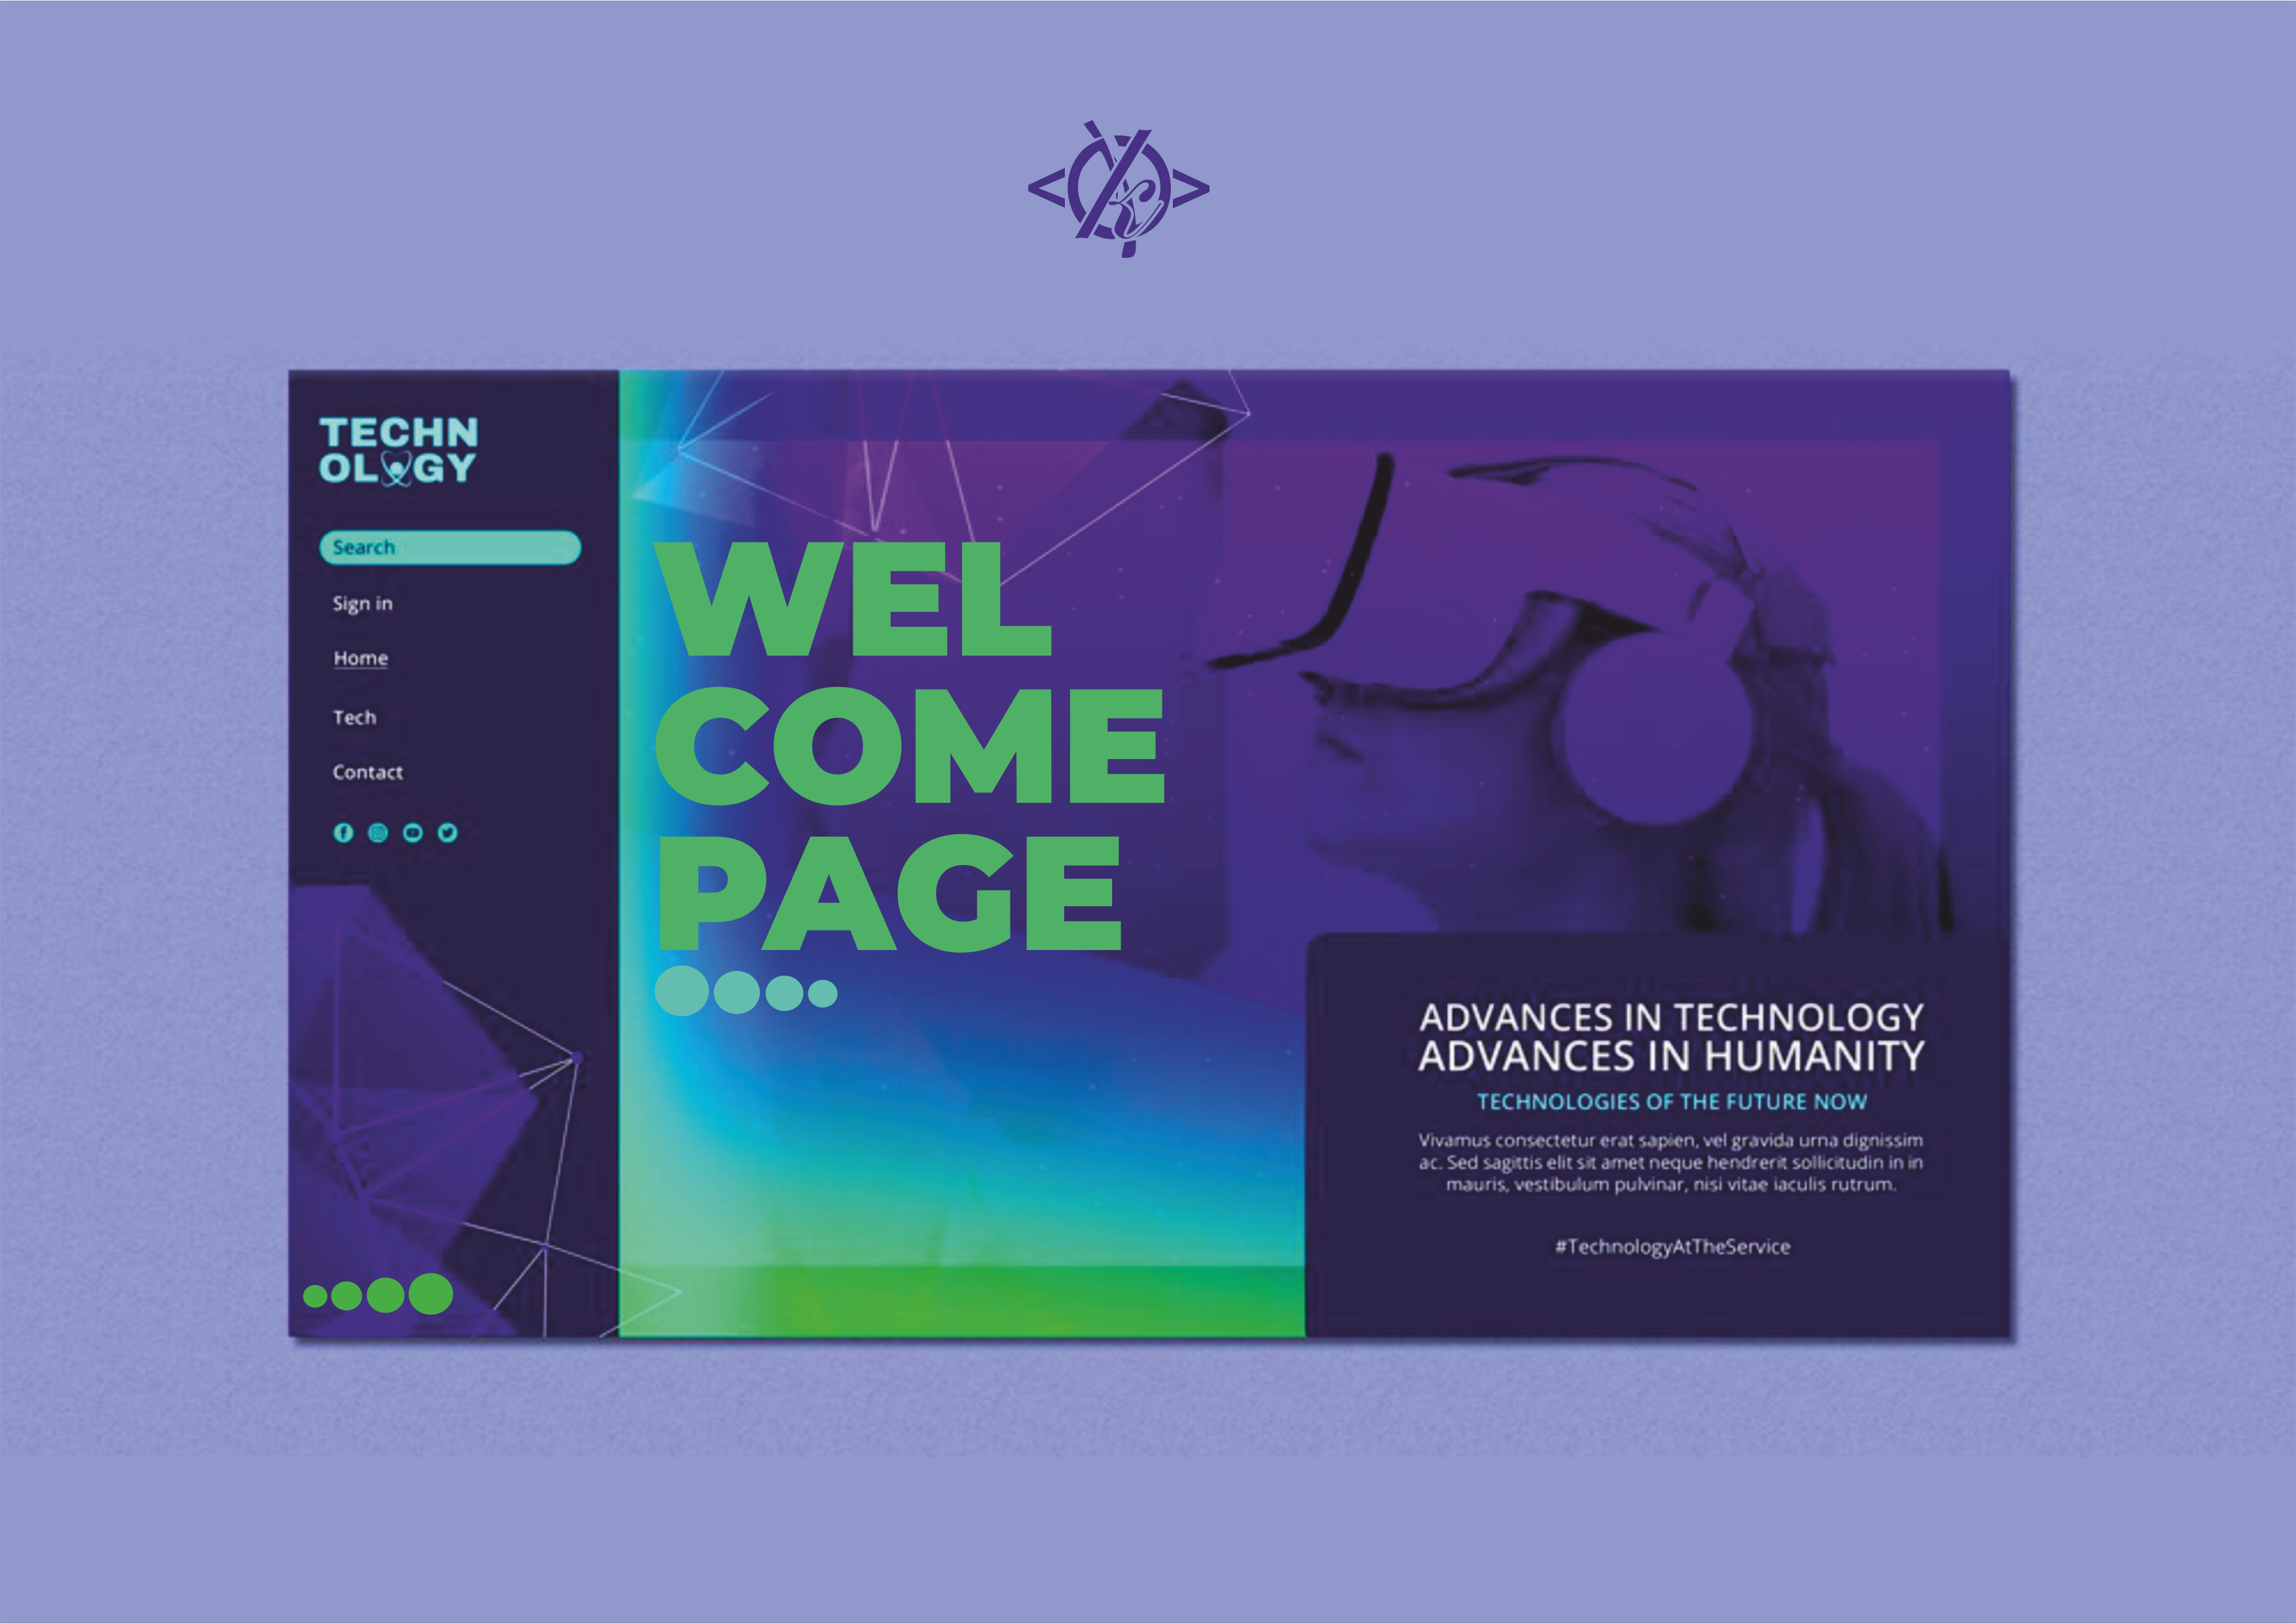 TECHN
OLOGY
Search
Sign in
Home
Tech
Contact
WEL
COME
PAGE
ADVANCES IN TECHNOLOGY
ADVANCES IN HUMANITY
TECHNOLOGIES OF THE FUTURE NOW
Vivamus consectetur erat sapien, vel gravida urna dignissim
ac. Sed sagittis elit sit amet neque hendrerit sollicitudin in in
mauris, vestibulum pulvinar, nisi vitae iaculis rutrum.
#TechnologyAtTheService